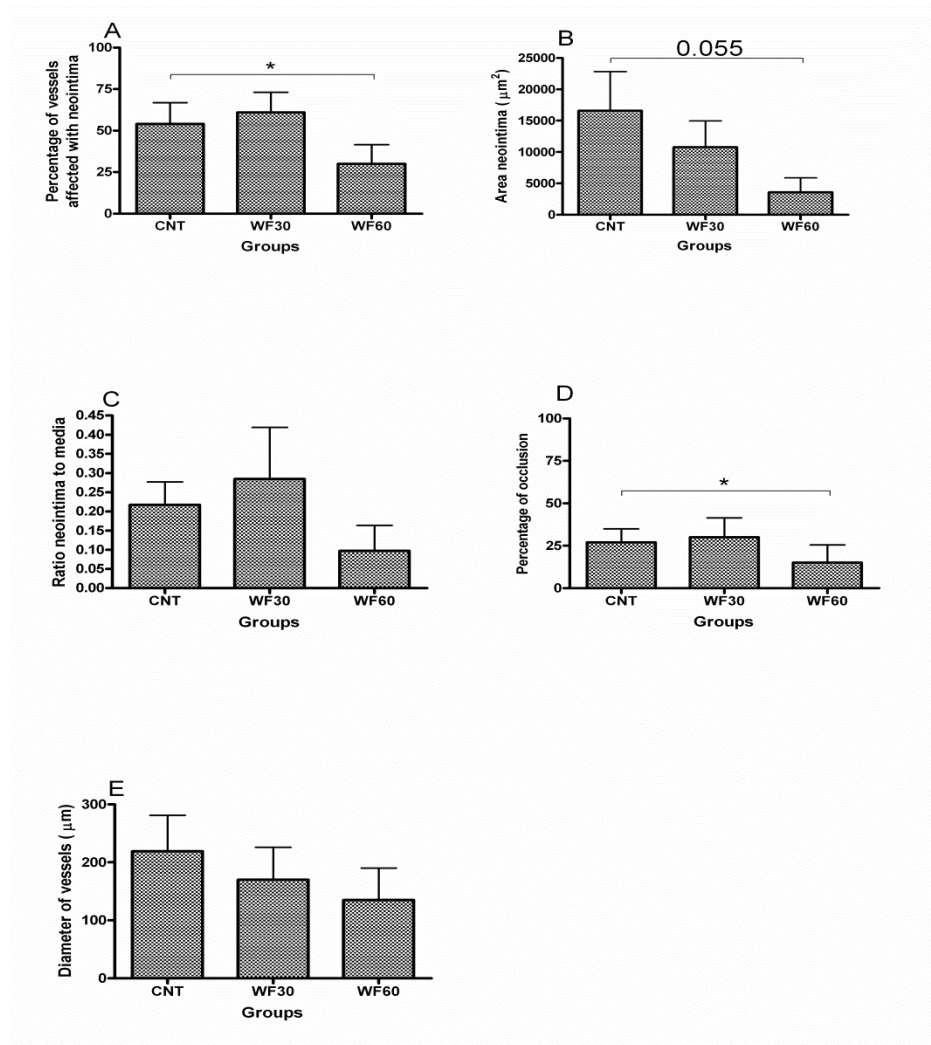 A
Percentage of vessels
affected with neointima
100
75
50
25
0
*
CNT WF30 WF60
Groups
B
Area neointima (μm²)
25000
20000
15000
10000
5000
0
0.055
CNT WF30 WF60
Groups
C
Ratio neointima to media
0.45
0.40
0.35
0.30
0.25
0.20
0.15
0.10
0.05
0.00
CNT WF30 WF60
Groups
D
Percentage of occlusion
100
75
50
25
0
*
CNT WF30 WF60
Groups
E
Diameter of vessels ( μm)
300
200
100
0
CNT WF30 WF60
Groups